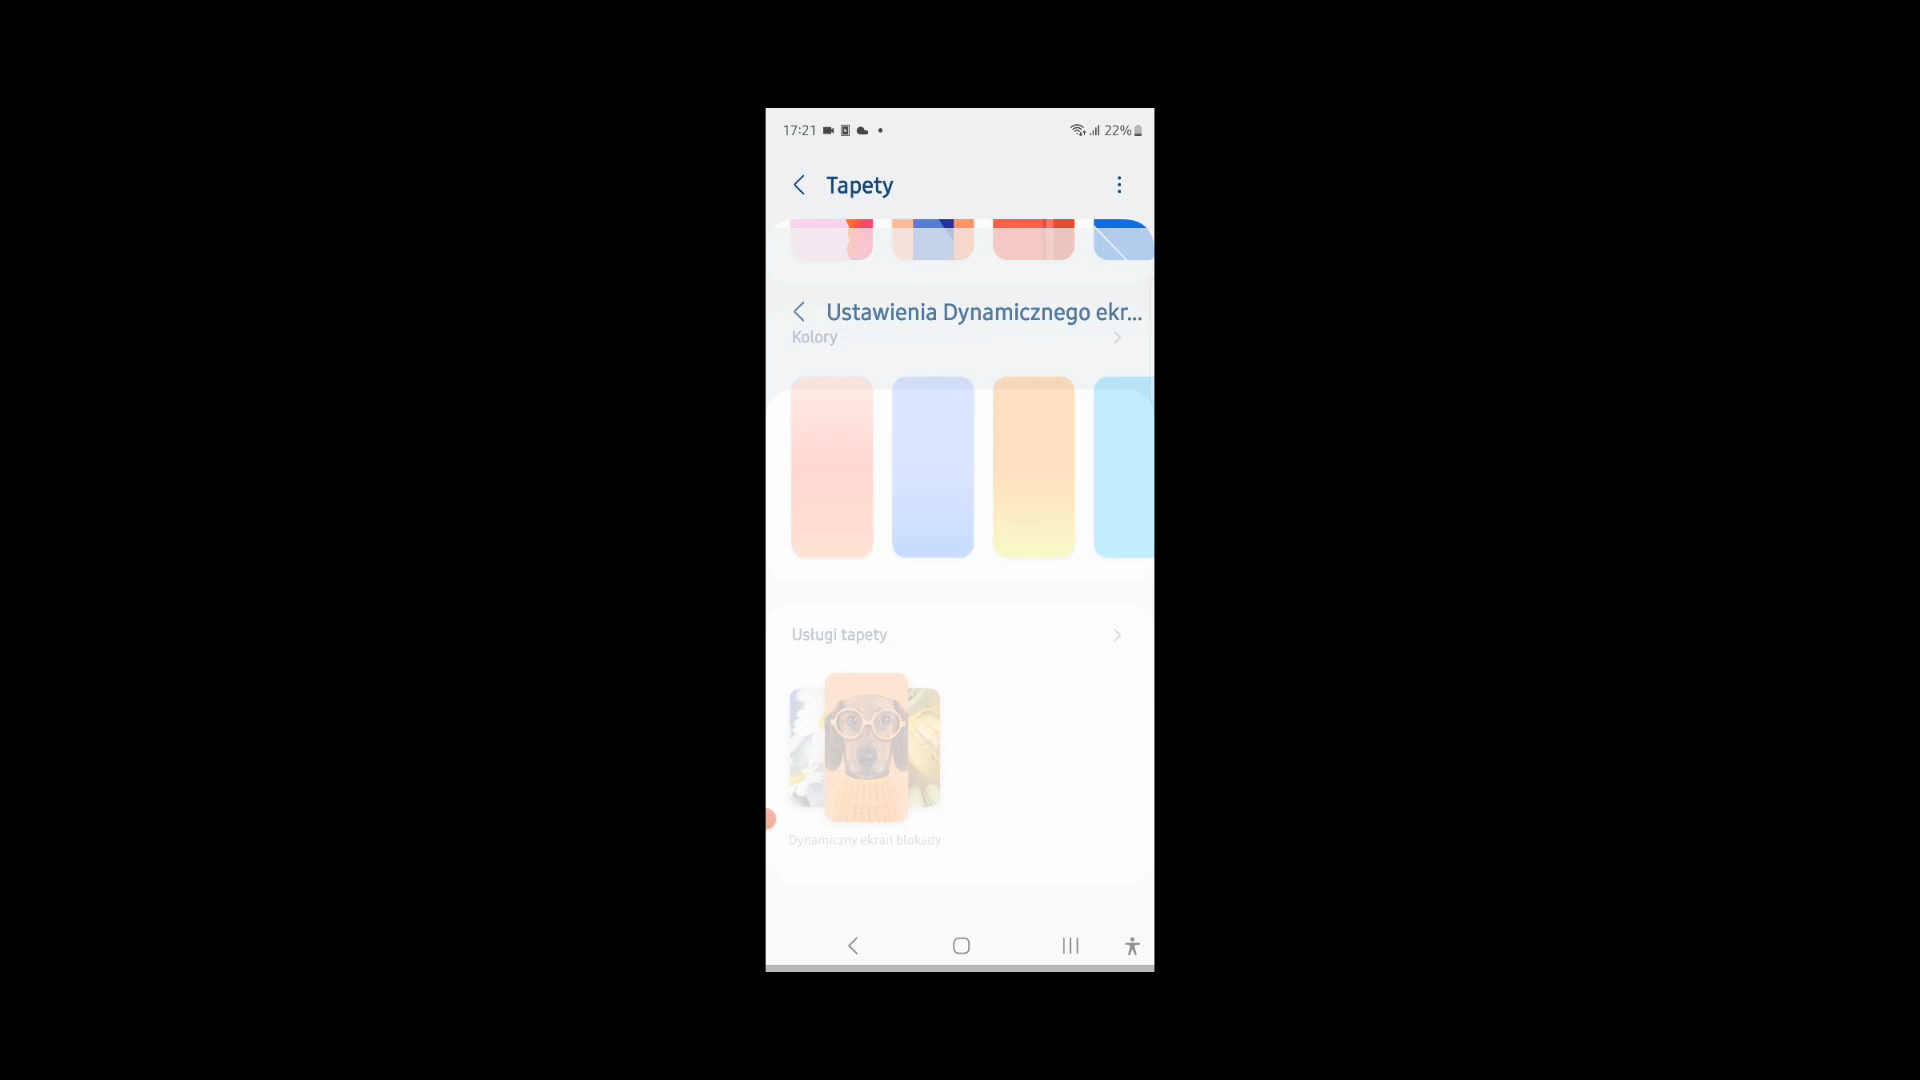 17:21
22%
Tapety
Ustawienia Dynamicznego ekr...
Kolory
Usługi tapety
Dynamiczny ekran blokady